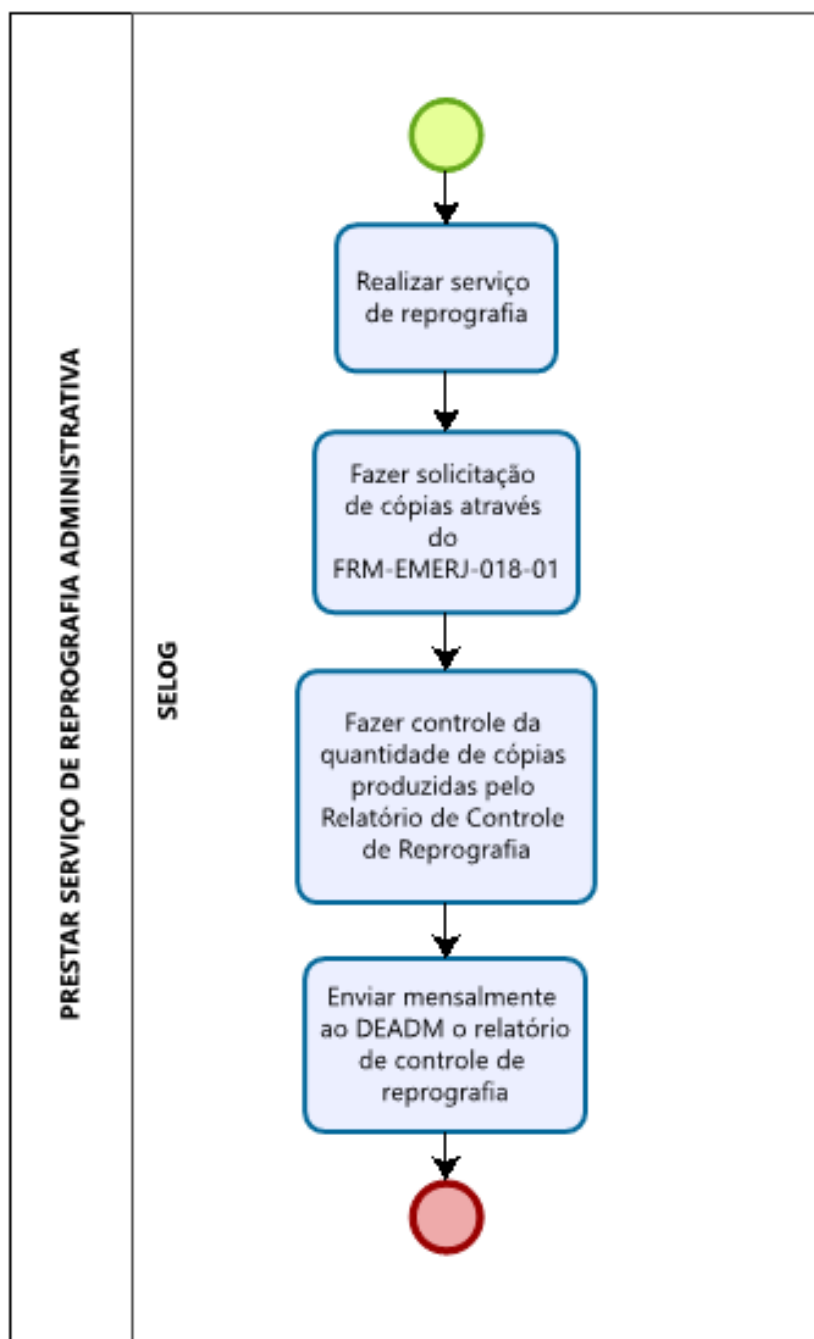 PRESTAR SERVIÇO DE REPROGRAFIA ADMINISTRATIVA
SELOG
Realizar serviço
de reprografia
Fazer solicitação
de cópias através
do
FRM-EMERJ-018-01
Fazer controle da
quantidade de cópias
produzidas pelo
Relatório de Controle
de Reprografia
Enviar mensalmente
ao DEADM o relatório
de controle de
reprografia